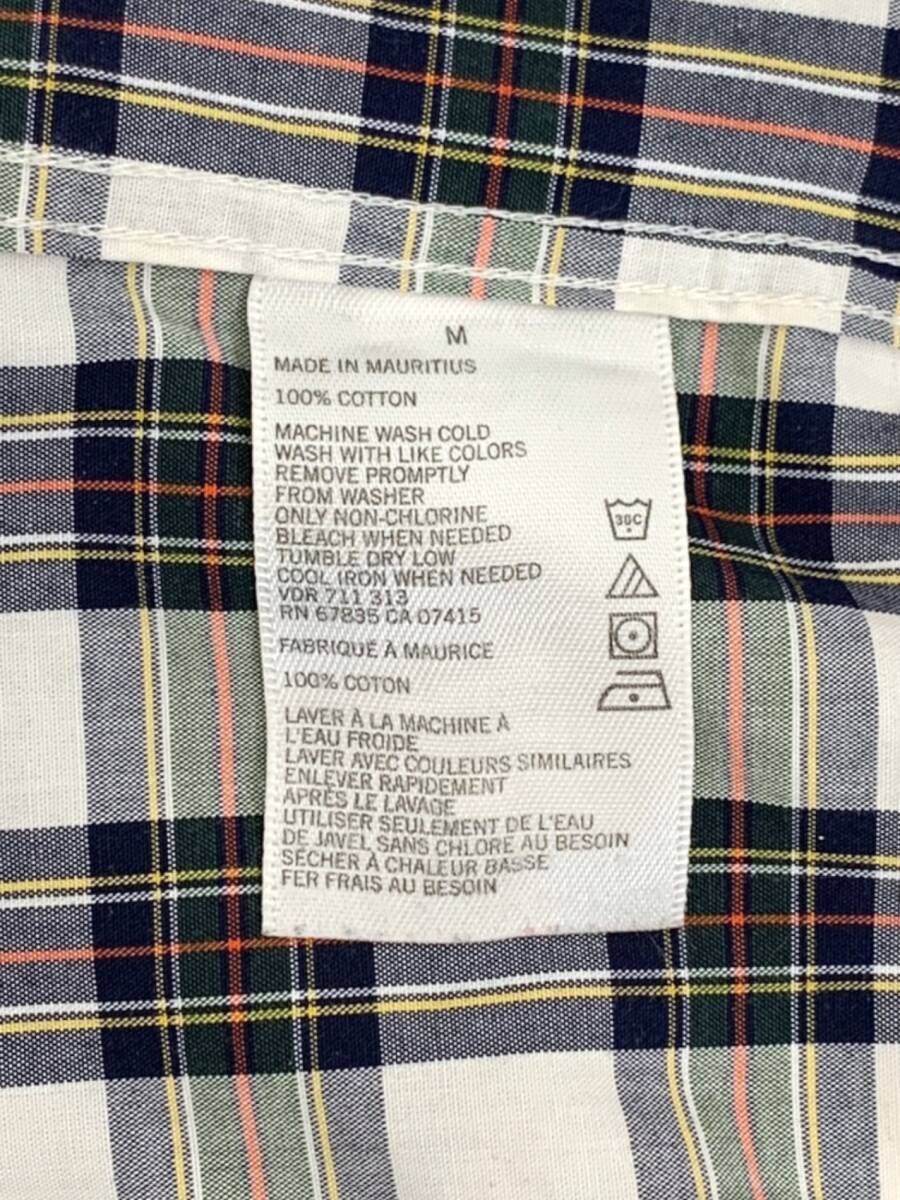 M
MADE IN MAURITIUS
100% COTTON
MACHINE WASH COLD
WASH WITH LIKE COLORS
REMOVE PROMPTLY
FROM WASHER
ONLY NON-CHLORINE
BLEACH WHEN NEEDED
TUMBLE DRY LOW
COOL IRON WHEN NEEDED
VDR 711 313
RN 67835 CA 07415
30C
FABRIQUÉ À MAURICE
100% COTON
LAVER À LA MACHINE À
L'EAU FROIDE
LAVER AVEC COULEURS SIMILAIRES
ENLEVER RAPIDEMENT
APRÈS LE LAVAGE
UTILISER SEULEMENT DE L'EAU
DE JAVEL SANS CHLORE AU BESOIN
SÉCHER À CHALEUR BASSE
FER FRAIS AU BESOIN